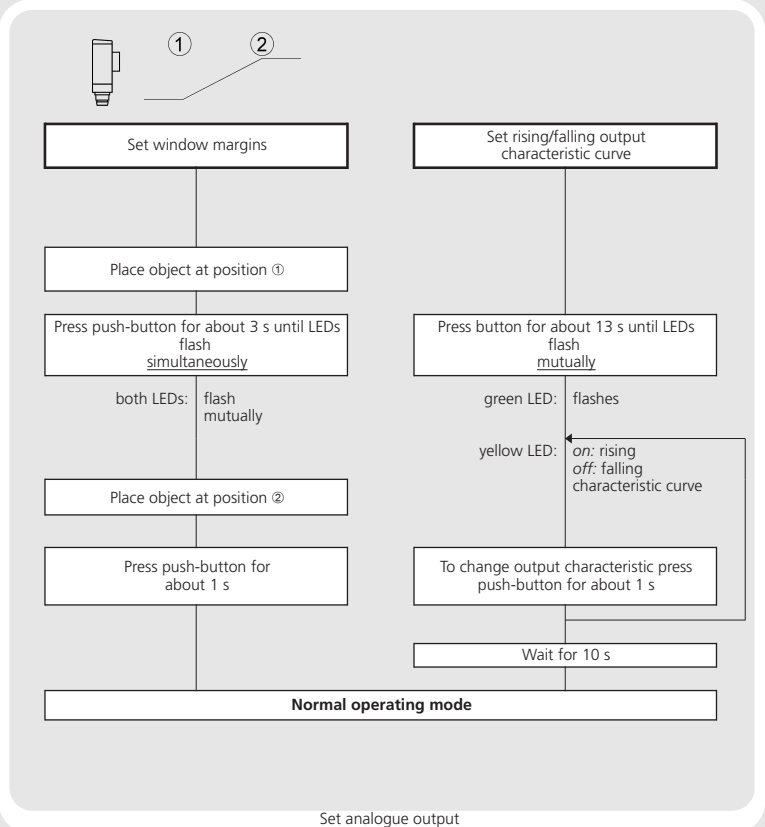 ① ②
Set window margins
Place object at position ①
Press push-button for about 3 s until LEDs
flash
simultaneously
both LEDs: flash
mutually
Place object at position ②
Press push-button for
about 1 s
Set rising/falling output
characteristic curve
Press button for about 13 s until LEDs
flash
mutually
green LED: flashes
yellow LED: on: rising
off: falling
characteristic curve
To change output characteristic press
push-button for about 1 s
Wait for 10 s
Normal operating mode
Set analogue output